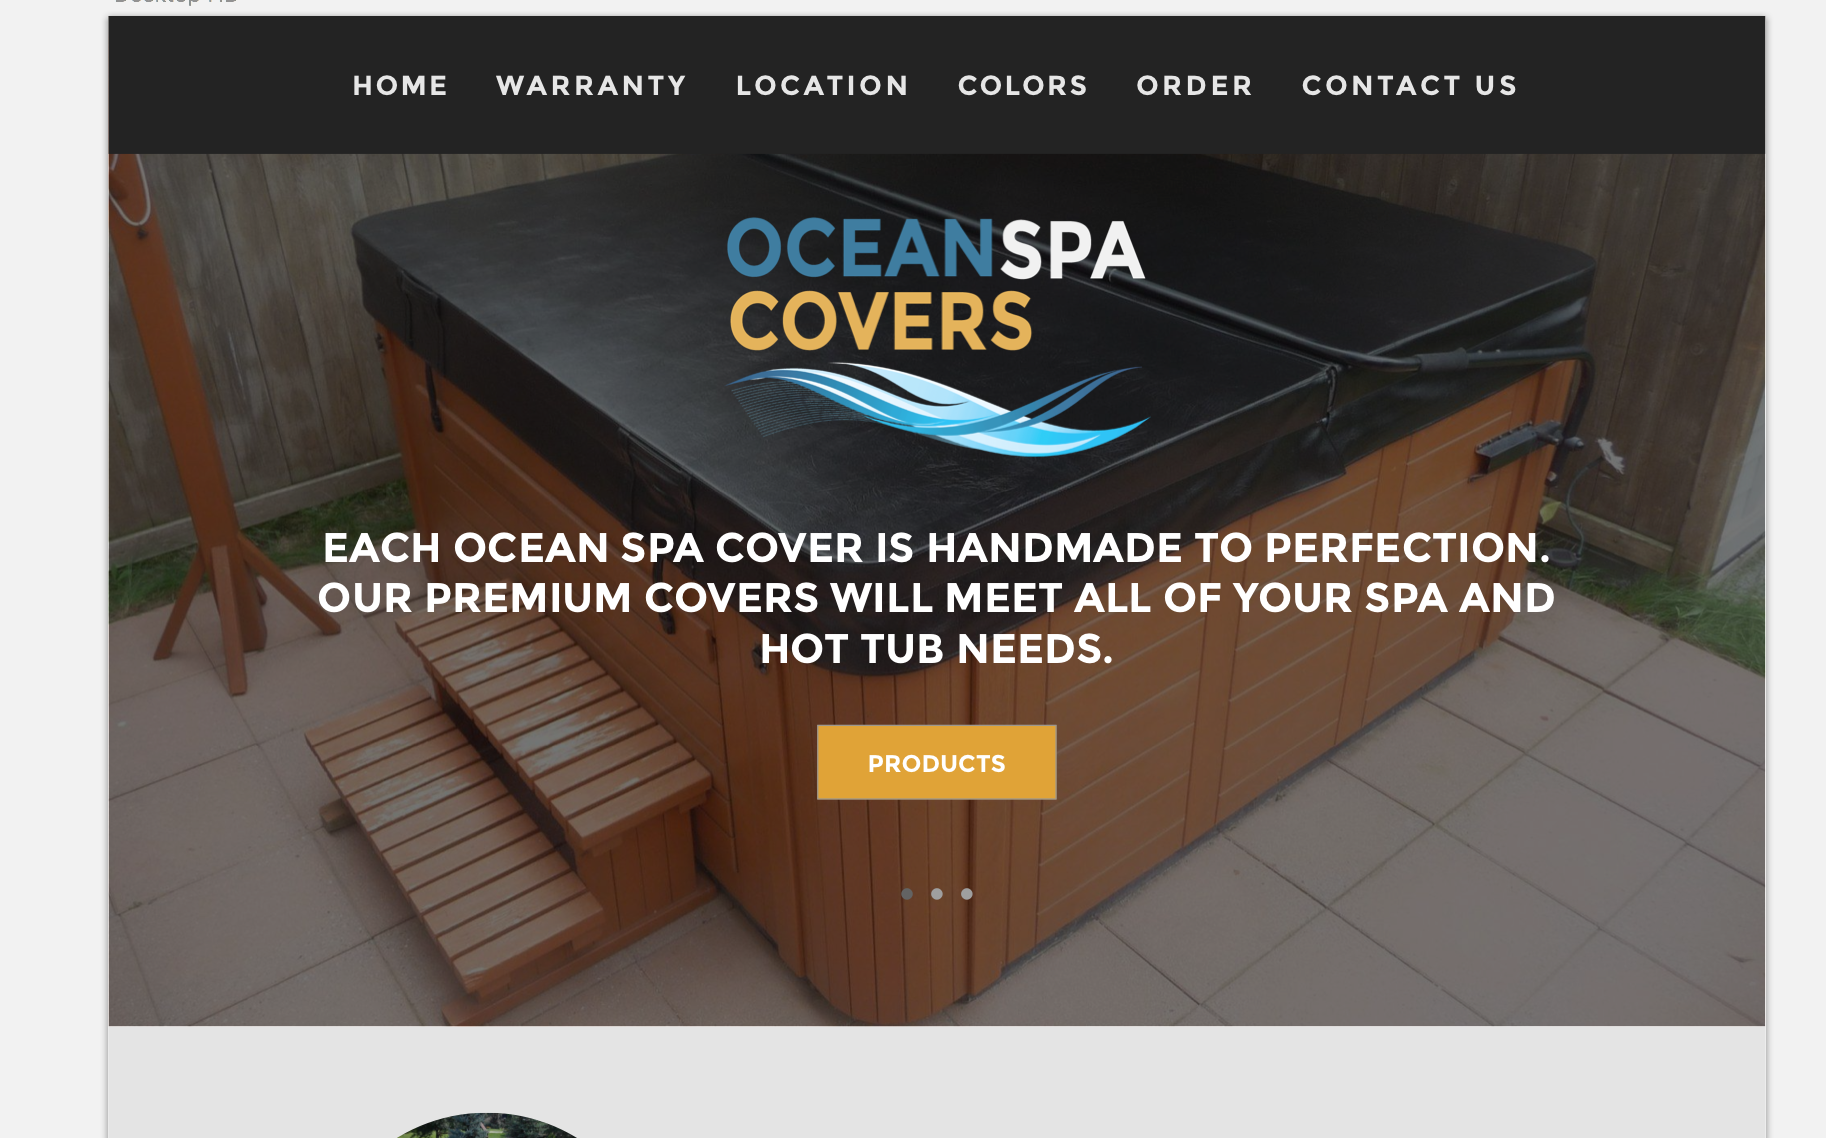 HOME WARRANTY LOCATION COLORS ORDER CONTACT US
OCEANSPA
COVERS
EACH OCEAN SPA COVER IS HANDMADE TO PERFECTION.
OUR PREMIUM COVERS WILL MEET ALL OF YOUR SPA AND
HOT TUB NEEDS.
PRODUCTS